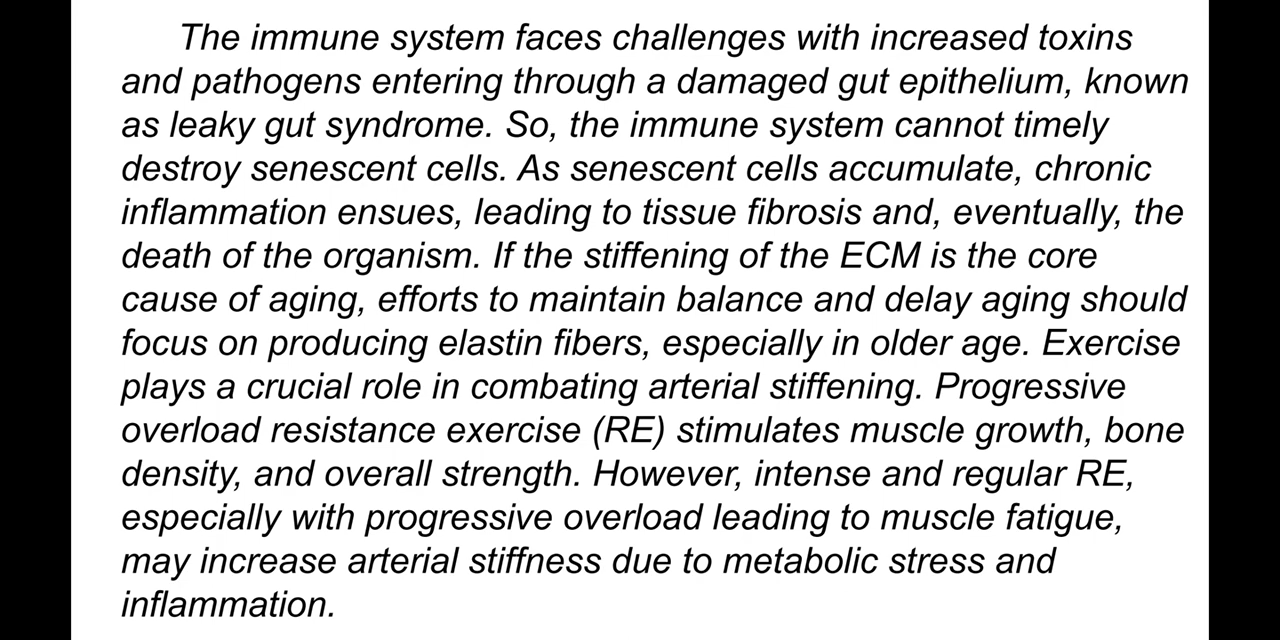 The immune system faces challenges with increased toxins
and pathogens entering through a damaged gut epithelium, known
as leaky gut syndrome. So, the immune system cannot timely
destroy senescent cells. As senescent cells accumulate, chronic
inflammation ensues, leading to tissue fibrosis and, eventually, the
death of the organism. If the stiffening of the ECM is the core
cause of aging, efforts to maintain balance and delay aging should
focus on producing elastin fibers, especially in older age. Exercise
plays a crucial role in combating arterial stiffening. Progressive
overload resistance exercise (RE) stimulates muscle growth, bone
density, and overall strength. However, intense and regular RE,
especially with progressive overload leading to muscle fatigue,
may increase arterial stiffness due to metabolic stress and
inflammation.